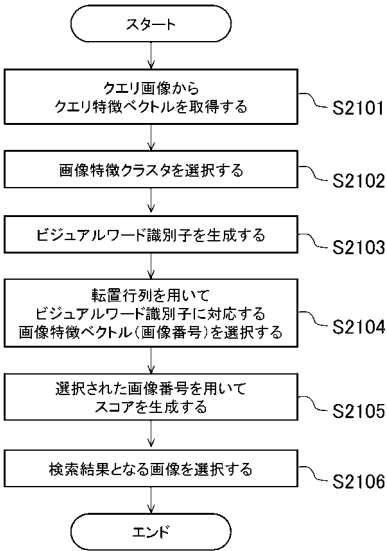 スタート
クエリ画像から
クエリ特徴ベクトルを取得する
S2101
画像特徴クラスタを選択する
S2102
ビジュアルワード識別子を生成する
S2103
転置行列を用いて
ビジュアルワード識別子に対応する
画像特徴ベクトル(画像番号)を選択する
S2104
選択された画像番号を用いて
スコアを生成する
S2105
検索結果となる画像を選択する
S2106
エンド